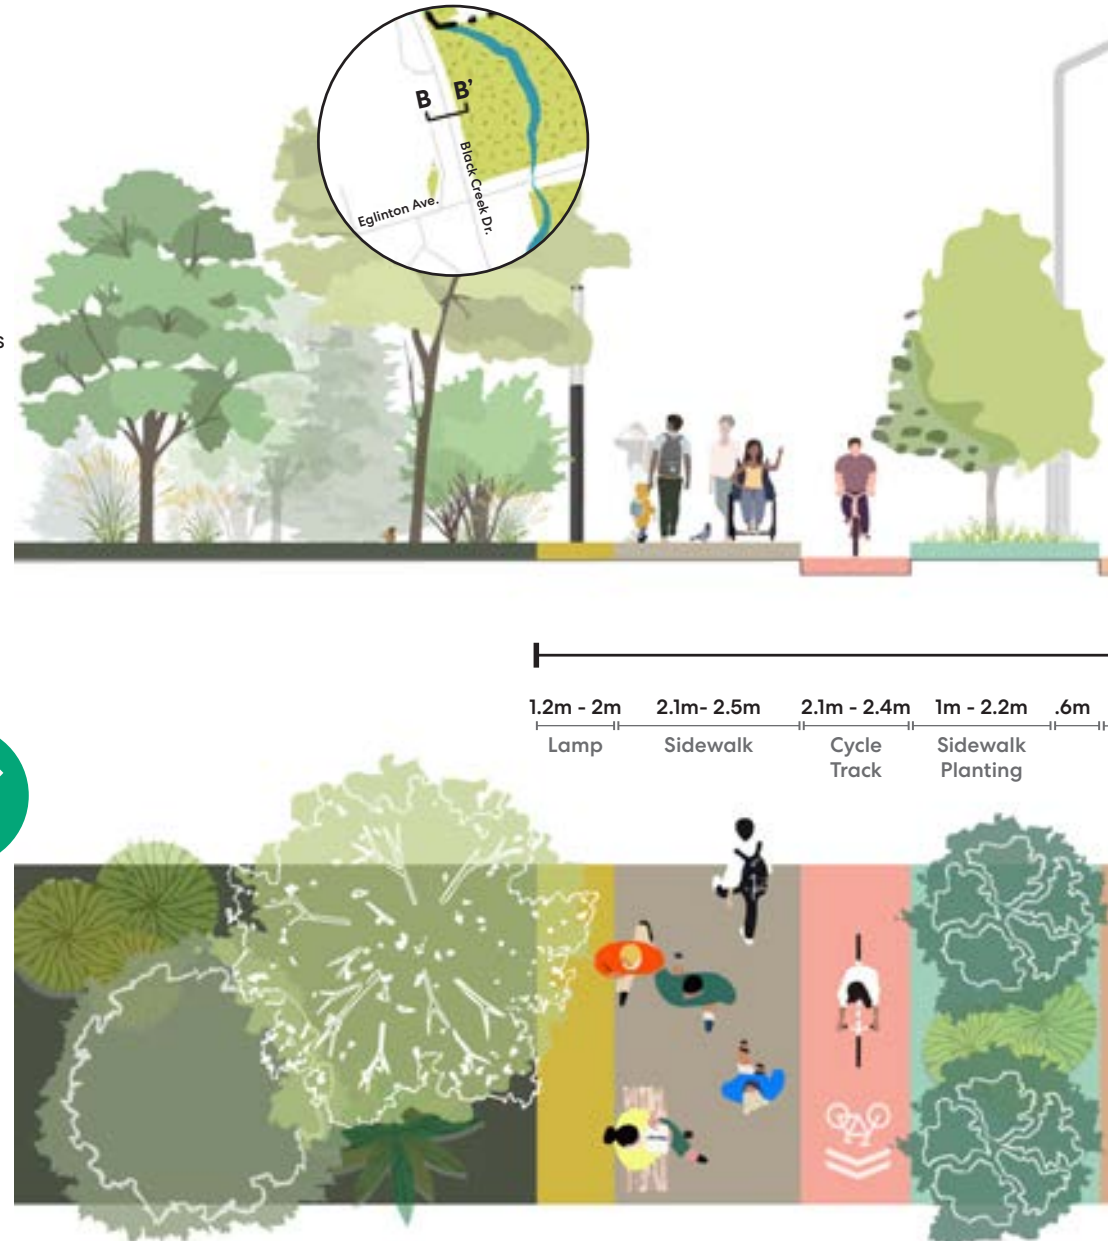 B B’
Black Creek Dr.
Eglinton Ave.
s
1.2m - 2m 2.1m- 2.5m 2.1m - 2.4m 1m - 2.2m .6m
Lamp Sidewalk Cycle Sidewalk
Track Planting